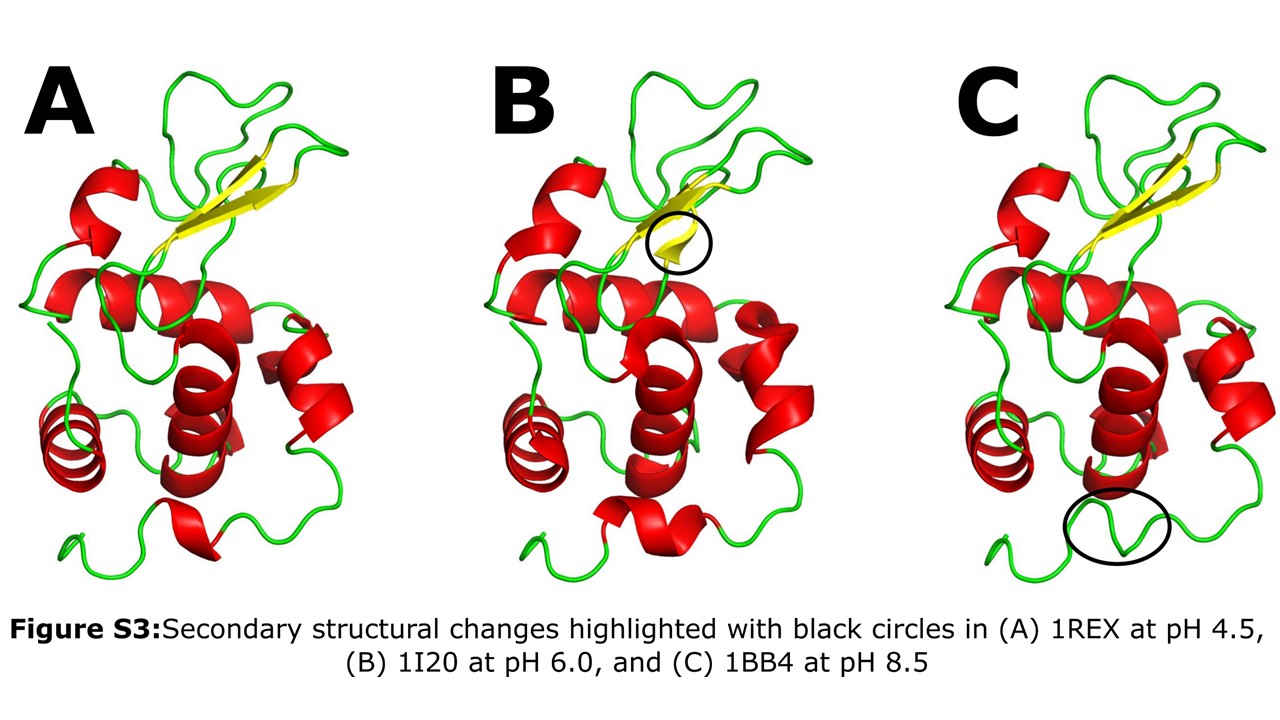 A
B
C
Figure S3:Secondary structural changes highlighted with black circles in (A) 1REX at pH 4.5,
(B) 1I20 at pH 6.0, and (C) 1BB4 at pH 8.5